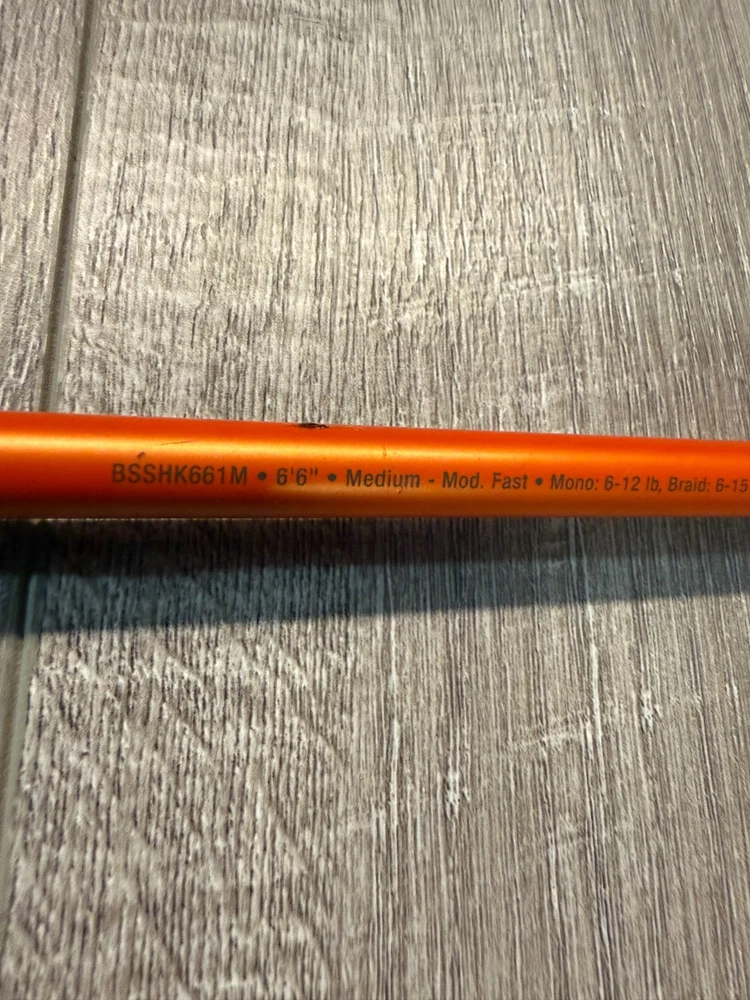 BSSHK661M • 6'6" • Medium - Mod. Fast • Mono: 6-12 lb, Braid: 6-15